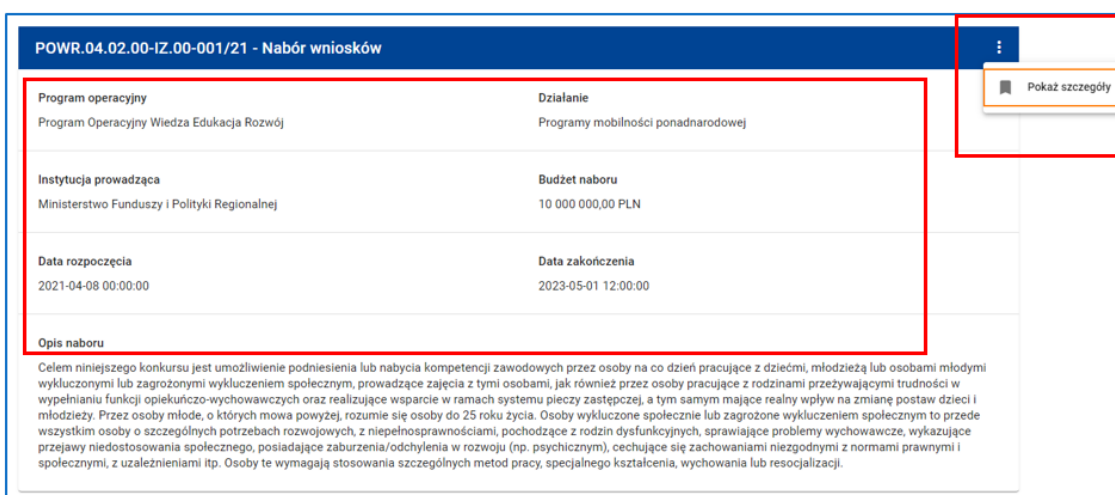 POWR.04.02.00-IZ.00-001/21 - Nabór wniosków
Pokaż szczegóły
Program operacyjny
Program Operacyjny Wiedza Edukacja Rozwój
Działanie
Programy mobilności ponadnarodowej
Instytucja prowadząca
Ministerstwo Funduszy i Polityki Regionalnej
Budżet naboru
10 000 000,00 PLN
Data rozpoczęcia
2021-04-08 00:00:00
Data zakończenia
2023-05-01 12:00:00
Opis naboru
Celem niniejszego konkursu jest umożliwienie podniesienia lub nabycia kompetencji zawodowych przez osoby na co dzień pracujące z dziećmi, młodzieżą lub osobami młodymi
wykluczonymi lub zagrożonymi wykluczeniem społecznym, prowadzące zajęcia z tymi osobami, jak również przez osoby pracujące z rodzinami przeżywającymi trudności w
wypełnianiu funkcji opiekuńczo-wychowawczych oraz realizujące wsparcie w ramach systemu pieczy zastępczej, a tym samym mające realny wpływ na zmianę postaw dzieci i
młodzieży. Przez osoby młode, o których mowa powyżej, rozumie się osoby do 25 roku życia. Osoby wykluczone społecznie lub zagrożone wykluczeniem społecznym to przede
wszystkim osoby o szczególnych potrzebach rozwojowych, z niepełnosprawnościami, pochodzące z rodzin dysfunkcyjnych, sprawiające problemy wychowawcze, wykazujące
przejawy niedostosowania społecznego, posiadające zaburzenia/odchylenia w rozwoju (np. psychicznym), cechujące się zachowaniami niezgodnymi z normami prawnymi i
społecznymi, z uzależnieniami itp. Osoby te wymagają stosowania szczególnych metod pracy, specjalnego kształcenia, wychowania lub resocjalizacji.